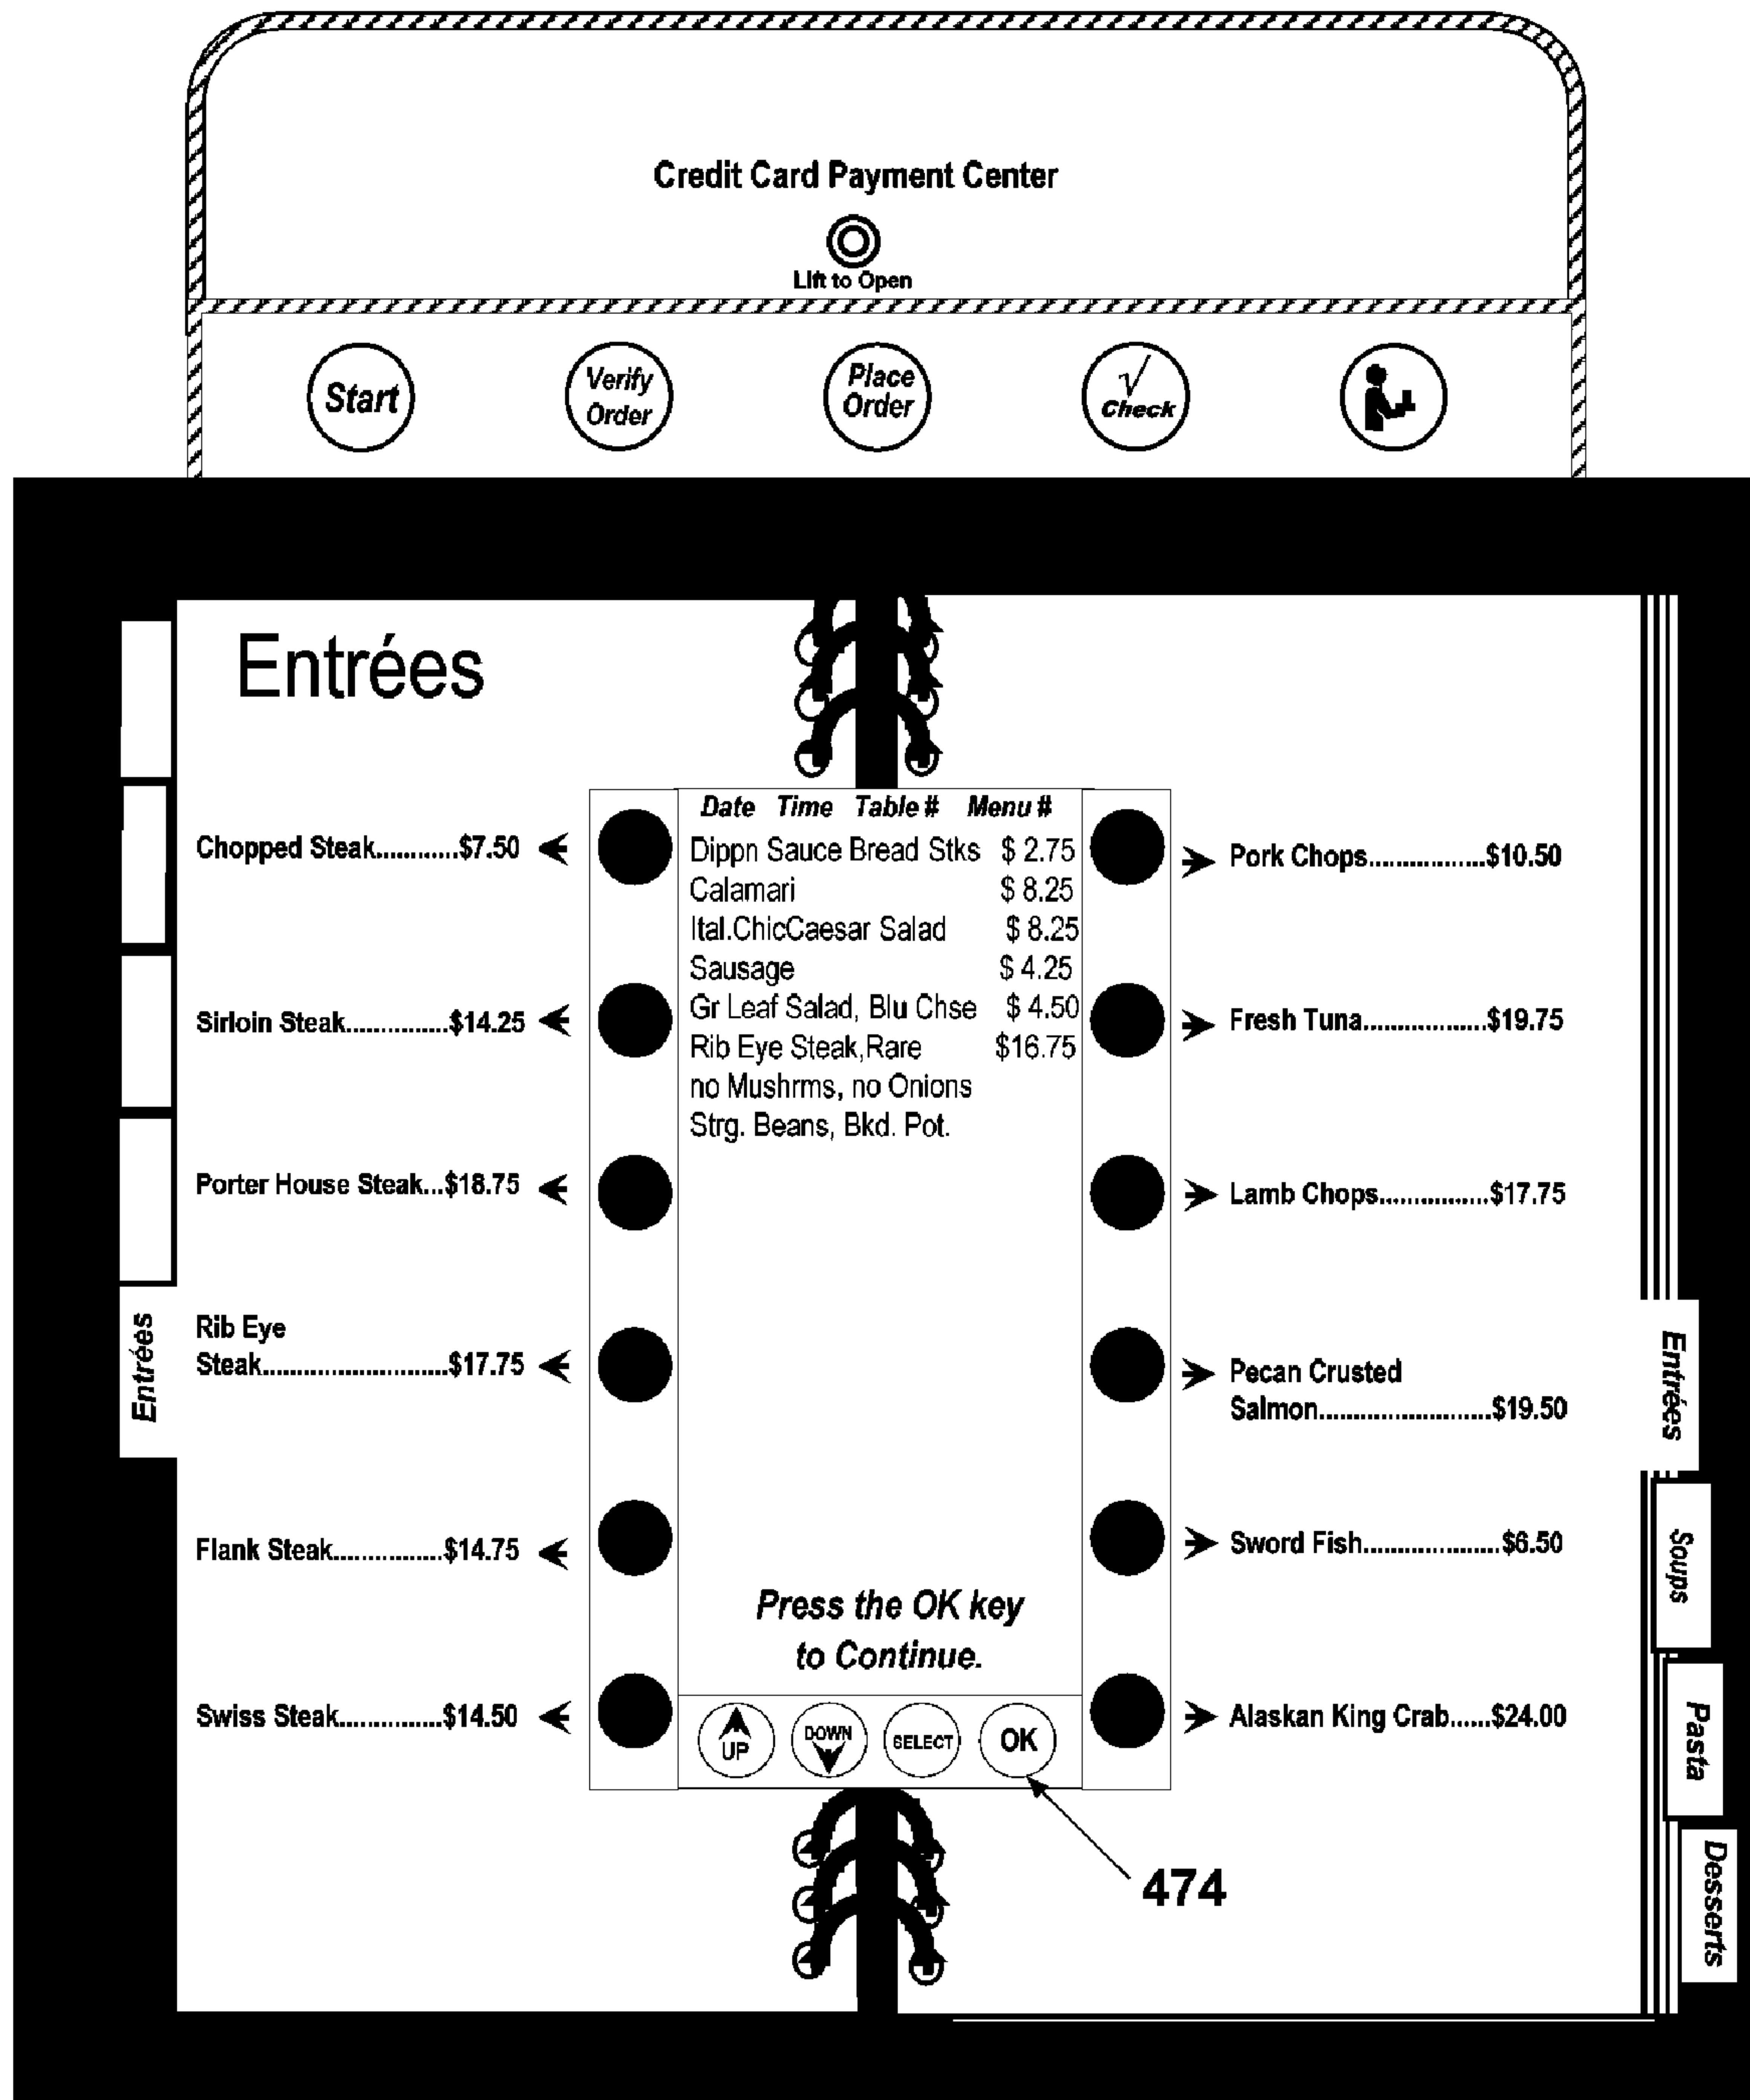 Credit Card Payment Center
Lift to Open
Start
Verify
Order
Place
Order
√
Check
Entrées
Chopped Steak............$7.50
Sirloin Steak...............$14.25
Porter House Steak...$18.75
Rib Eye
Steak...........................$17.75
Flank Steak................$14.75
Swiss Steak...............$14.50
Entrées
Date Time Table # Menu #
Dippn Sauce Bread Stks $ 2.75
Calamari $ 8.25
Ital.ChicCaesar Salad $ 8.25
Sausage $ 4.25
Gr Leaf Salad, Blu Chse $ 4.50
Rib Eye Steak,Rare $16.75
no Mushrms, no Onions
Strg. Beans, Bkd. Pot.
Press the OK key
to Continue.
UP
DOWN
SELECT
OK
474
Pork Chops.................$10.50
Fresh Tuna..................$19.75
Lamb Chops................$17.75
Pecan Crusted
Salmon.........................$19.50
Sword Fish....................$6.50
Alaskan King Crab......$24.00
Entrées
Soups
Pasta
Desserts